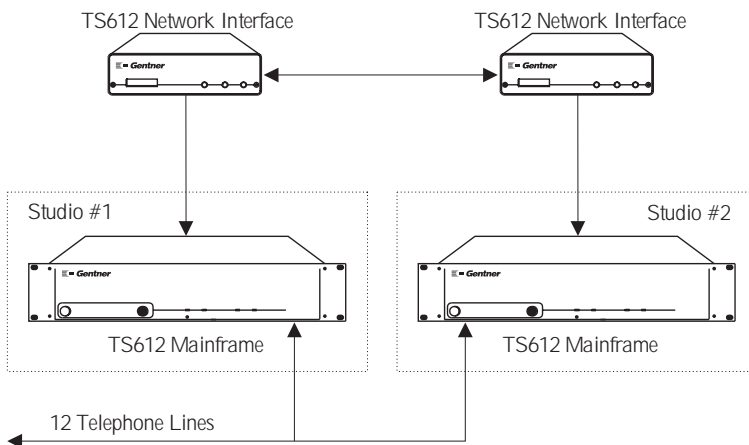 TS612 Network Interface
TS612 Network Interface
Gentner
Gentner
Studio #1
Studio #2
Gentner
Gentner
TS612 Mainframe
TS612 Mainframe
12 Telephone Lines